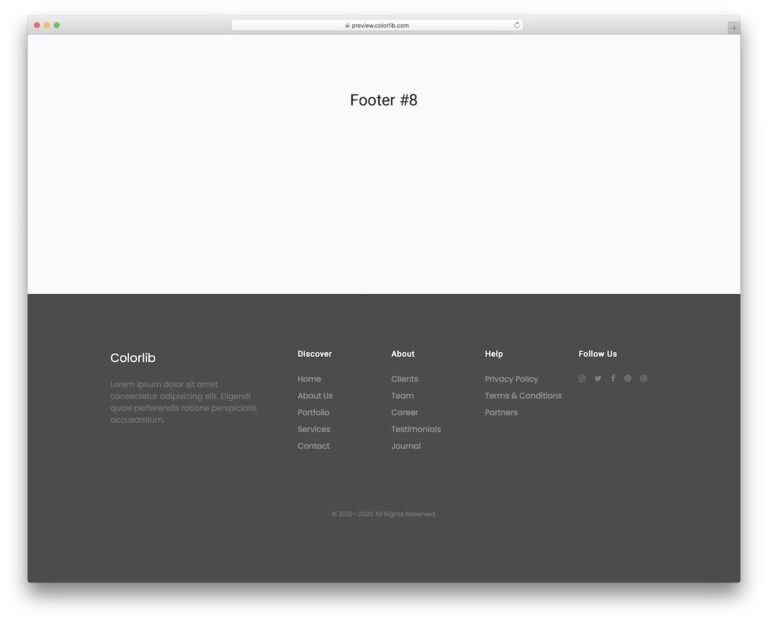 preview.colorlib.com
Footer #8
Colorlib
Lorem ipsum dolor sit amet
consectetur adipisicing elit. Eligendi
quasi perferendis ratione perspiciatis
accusantium.
Discover
Home
About Us
Portfolio
Services
Contact
About
Clients
Team
Career
Testimonials
Journal
Help
Privacy Policy
Terms & Conditions
Partners
Follow Us
© 2019—2020 All Rights Reserved.